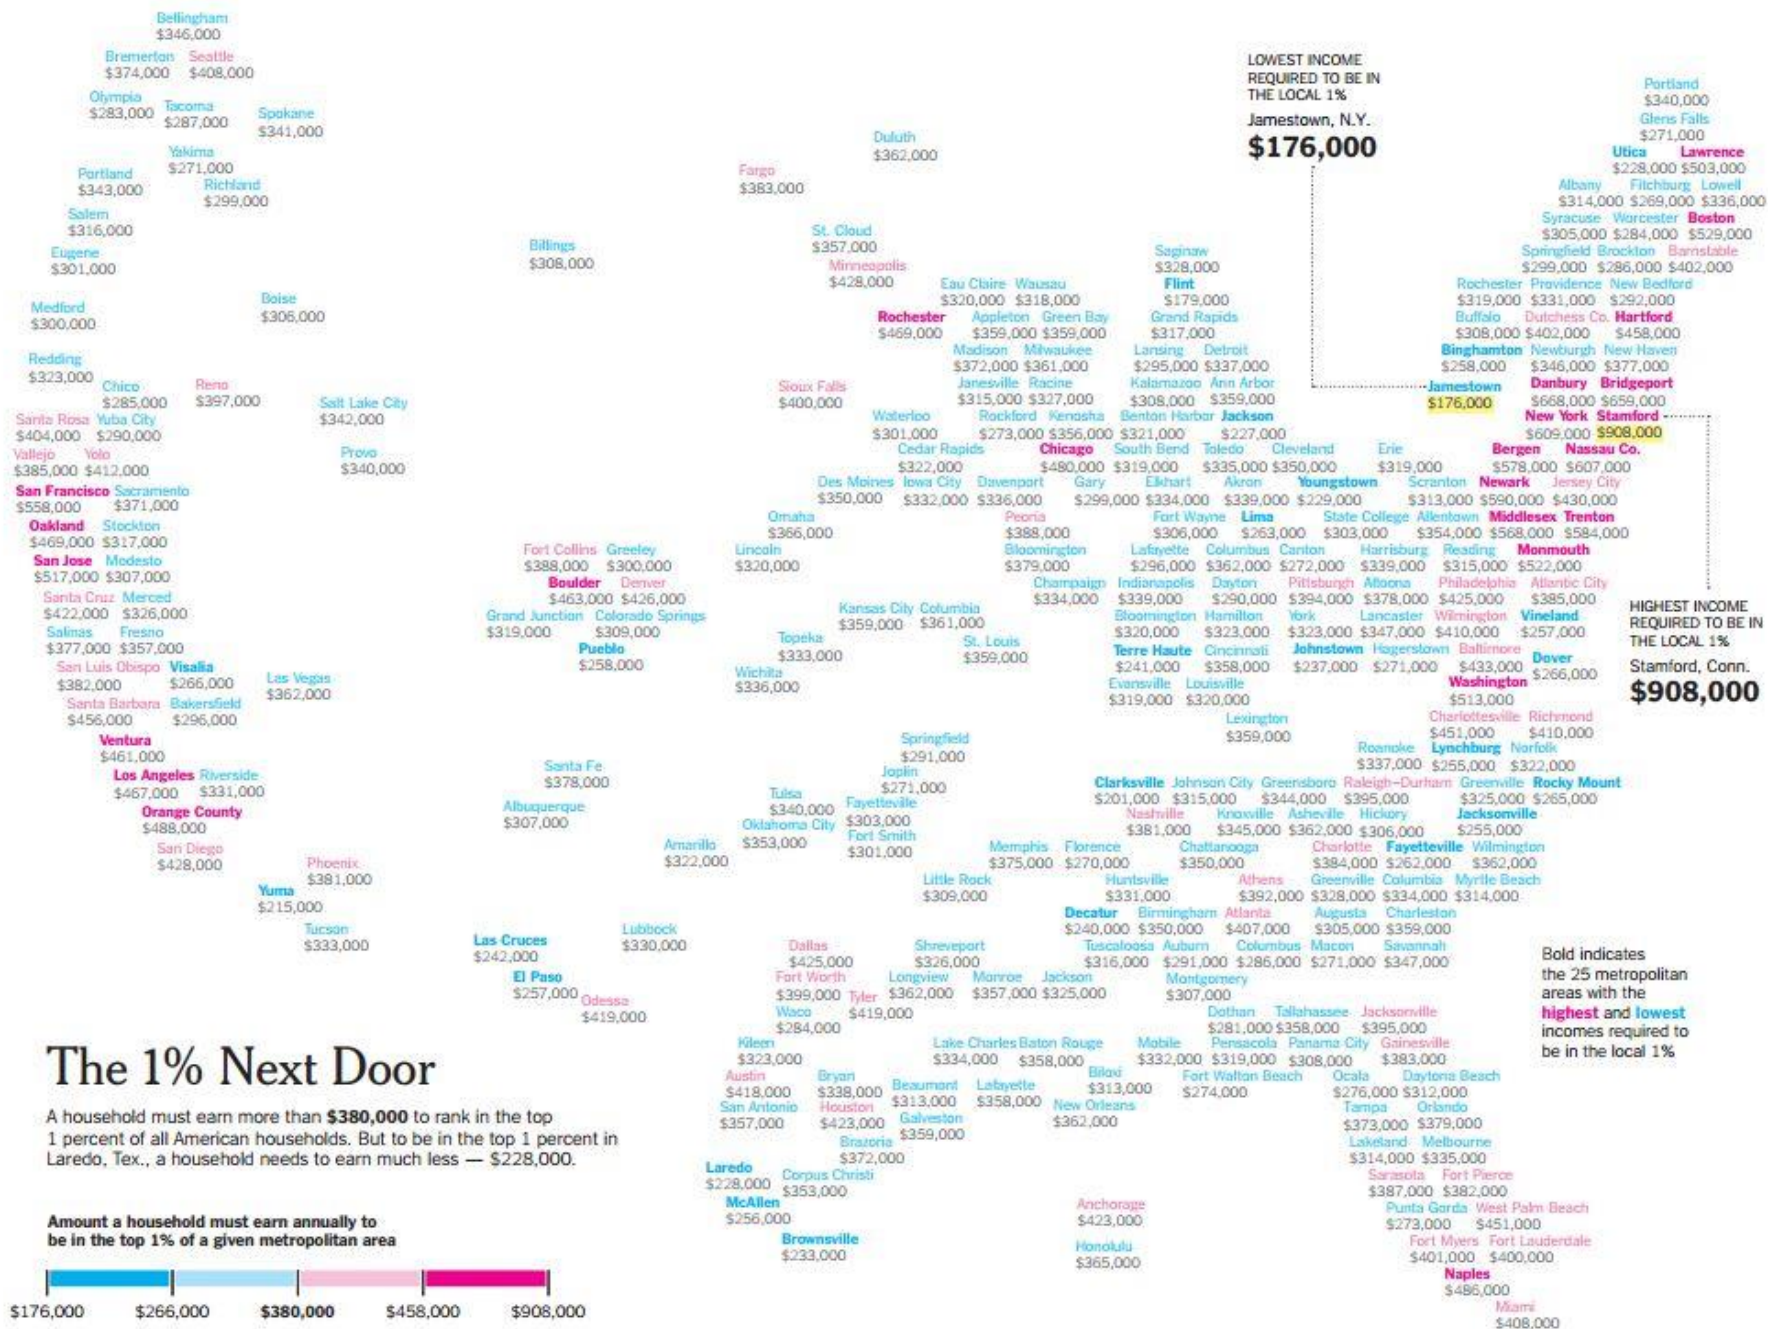 Bellingham
$346,000
Bremerton Seattle
$374,000 $408,000
Olympia Tacoma Spokane
$283,000 $287,000 $341,000
Yakima
$271,000
Portland Richland
$343,000 $299,000
Salem
$316,000
Eugene
$301,000
Medford Boise
$300,000 $306,000
Redding
$323,000
Chico Reno
$285,000 $397,000
Salt Lake City
$342,000
Santa Rosa Yuba City
$404,000 $290,000
Vallejo Yolo Provo
$385,000 $412,000 $340,000
San Francisco Sacramento
$558,000 $371,000
Oakland Stockton
$469,000 $317,000
San Jose Modesto
$517,000 $307,000
Santa Cruz Merced
$422,000 $326,000
Salinas Fresno
$377,000 $357,000
San Luis Obispo Visalia Las Vegas
$382,000 $266,000 $362,000
Santa Barbara Bakersfield
$456,000 $296,000
Ventura
$461,000
Los Angeles Riverside
$467,000 $331,000
Orange County
$488,000
San Diego Phoenix
$428,000 $381,000
Yuma
$215,000
Tucson
$333,000
Billings
$308,000
Fort Collins Greeley
$388,000 $300,000
Boulder Denver
$463,000 $426,000
Grand Junction Colorado Springs
$319,000 $309,000
Pueblo
$258,000
Santa Fe
$378,000
Albuquerque
$307,000
Amarillo
$322,000
Lubbock
$330,000
Las Cruces
$242,000
El Paso
$257,000
Odessa
$419,000
Duluth
$362,000
Fargo
$383,000
St. Cloud
$357,000
Minneapolis
$428,000
Eau Claire Wausau
$320,000 $318,000
Rochester Appleton Green Bay
$469,000 $359,000 $359,000
Madison Milwaukee
$372,000 $361,000
Sioux Falls Janesville Racine
$400,000 $315,000 $327,000
Waterloo Rockford Kenosha Benton Harbor Jackson
$301,000 $273,000 $356,000 $321,000 $227,000
Saginaw
$328,000
Flint
$179,000
Grand Rapids
$317,000
Lansing Detroit
$295,000 $337,000
Kalamazoo Ann Arbor
$308,000 $359,000
Cedar Rapids Chicago South Bend Toledo Cleveland Erie
$322,000 $480,000 $319,000 $335,000 $350,000 $319,000
Des Moines Iowa City Davenport Gary Elkhart Akron Youngstown Scranton Newark Jersey City
$350,000 $332,000 $336,000 $299,000 $334,000 $339,000 $229,000 $313,000 $590,000 $430,000
Omaha Peoria Fort Wayne Lima State College Allentown Middlesex Trenton
$366,000 $388,000 $306,000 $263,000 $303,000 $354,000 $568,000 $584,000
Lincoln Bloomington Lafayette Columbus Canton Harrisburg Reading Monmouth
$320,000 $379,000 $296,000 $362,000 $272,000 $339,000 $315,000 $522,000
Champaign Indianapolis Dayton Pittsburgh Altoona Philadelphia Atlantic City
$334,000 $339,000 $290,000 $394,000 $378,000 $425,000 $385,000
Kansas City Columbia Bloomington Hamilton York Lancaster Wilmington Vineland
$359,000 $361,000 $320,000 $323,000 $323,000 $347,000 $410,000 $257,000
Topeka St. Louis Terre Haute Cincinnati Johnstown Hagerstown Baltimore Dover
$333,000 $359,000 $241,000 $358,000 $237,000 $271,000 $433,000 $266,000
Wichita Evansville Louisville Washington
$336,000 $319,000 $320,000 $513,000
Lexington Charlottesville Richmond
$359,000 $451,000 $410,000
Springfield Roanoke Lynchburg Norfolk
$291,000 $337,000 $255,000 $322,000
Joplin
$271,000
Clarksville Johnson City Greensboro Raleigh–Durham Greenville Rocky Mount
$201,000 $315,000 $344,000 $395,000 $325,000 $265,000
Tulsa Fayetteville
$340,000 $303,000
Nashville Knoxville Asheville Hickory Jacksonville
$381,000 $345,000 $362,000 $306,000 $255,000
Oklahoma City Fort Smith
$353,000 $301,000
Memphis Florence Chattanooga Charlotte Fayetteville Wilmington
$375,000 $270,000 $350,000 $384,000 $262,000 $362,000
Little Rock Huntsville Athens Greenville Columbia Myrtle Beach
$309,000 $331,000 $392,000 $328,000 $334,000 $314,000
Decatur Birmingham Atlanta Augusta Charleston
$240,000 $350,000 $407,000 $305,000 $359,000
Dallas Shreveport Tuscaloosa Auburn Columbus Macon Savannah
$425,000 $326,000 $316,000 $291,000 $286,000 $271,000 $347,000
Fort Worth Longview Monroe Jackson Montgomery
$399,000 $362,000 $357,000 $325,000 $307,000
Tyler
$419,000
Waco Dothan Tallahassee Jacksonville
$284,000 $281,000 $358,000 $395,000
Kileen Lake Charles Baton Rouge Mobile Pensacola Panama City Gainesville
$323,000 $334,000 $358,000 $332,000 $319,000 $308,000 $383,000
Austin Bryan Beaumont Lafayette Biloxi Fort Walton Beach Ocala Daytona Beach
$418,000 $338,000 $313,000 $358,000 $313,000 $274,000 $276,000 $312,000
San Antonio Houston Galveston New Orleans Tampa Orlando
$357,000 $423,000 $359,000 $362,000 $373,000 $379,000
Brazoria Lakeland Melbourne
$372,000 $314,000 $335,000
Laredo Corpus Christi Sarasota Fort Pierce
$228,000 $353,000 $387,000 $382,000
McAllen Anchorage Punta Gorda West Palm Beach
$256,000 $423,000 $273,000 $451,000
Brownsville Honolulu Fort Myers Fort Lauderdale
$233,000 $365,000 $401,000 $400,000
Naples
$486,000
Miami
$408,000
LOWEST INCOME
REQUIRED TO BE IN
THE LOCAL 1%
Jamestown, N.Y.
$176,000
Portland
$340,000
Glens Falls
$271,000
Utica Lawrence
$228,000 $503,000
Albany Fitchburg Lowell
$314,000 $269,000 $336,000
Syracuse Worcester Boston
$305,000 $284,000 $529,000
Springfield Brockton Barnstable
$299,000 $286,000 $402,000
Rochester Providence New Bedford
$319,000 $331,000 $292,000
Buffalo Dutchess Co. Hartford
$308,000 $402,000 $458,000
Binghamton Newburgh New Haven
$258,000 $346,000 $377,000
Jamestown Danbury Bridgeport
$176,000 $668,000 $659,000
New York Stamford
$609,000 $908,000
Bergen Nassau Co.
$578,000 $607,000
HIGHEST INCOME
REQUIRED TO BE IN
THE LOCAL 1%
Stamford, Conn.
$908,000
Bold indicates
the 25 metropolitan
areas with the
highest and lowest
incomes required to
be in the local 1%
The 1% Next Door
A household must earn more than $380,000 to rank in the top
1 percent of all American households. But to be in the top 1 percent in
Laredo, Tex., a household needs to earn much less — $228,000.
Amount a household must earn annually to
be in the top 1% of a given metropolitan area
$176,000 $266,000 $380,000 $458,000 $908,000